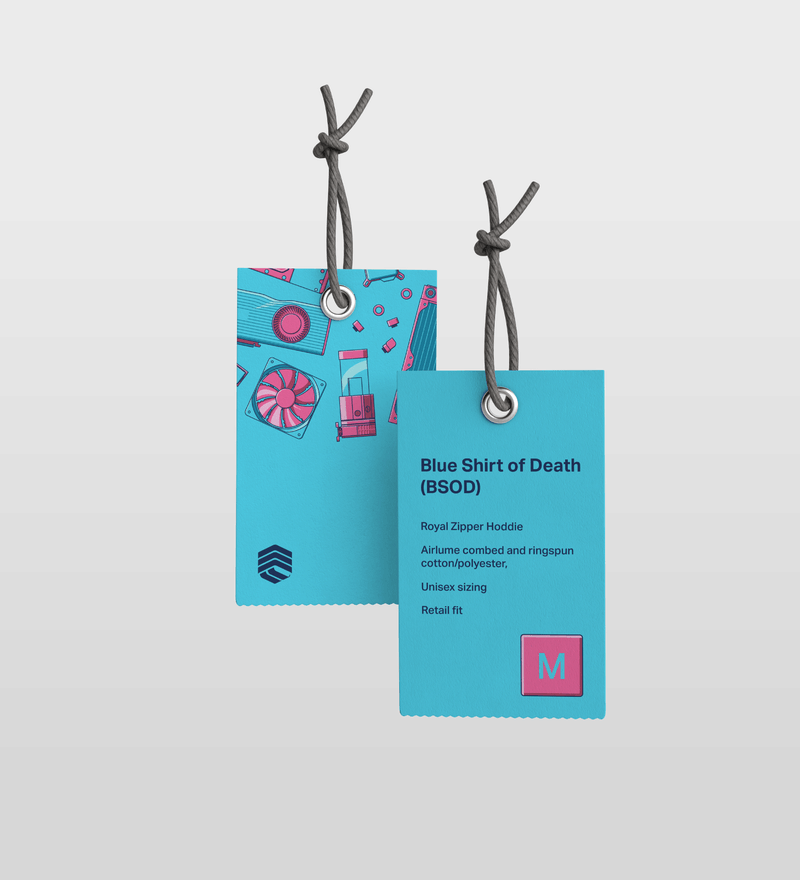 Blue Shirt of Death
(BSOD)
Royal Zipper Hoddie
Airlume combed and ringspun
cotton/polyester,
Unisex sizing
Retail fit
M